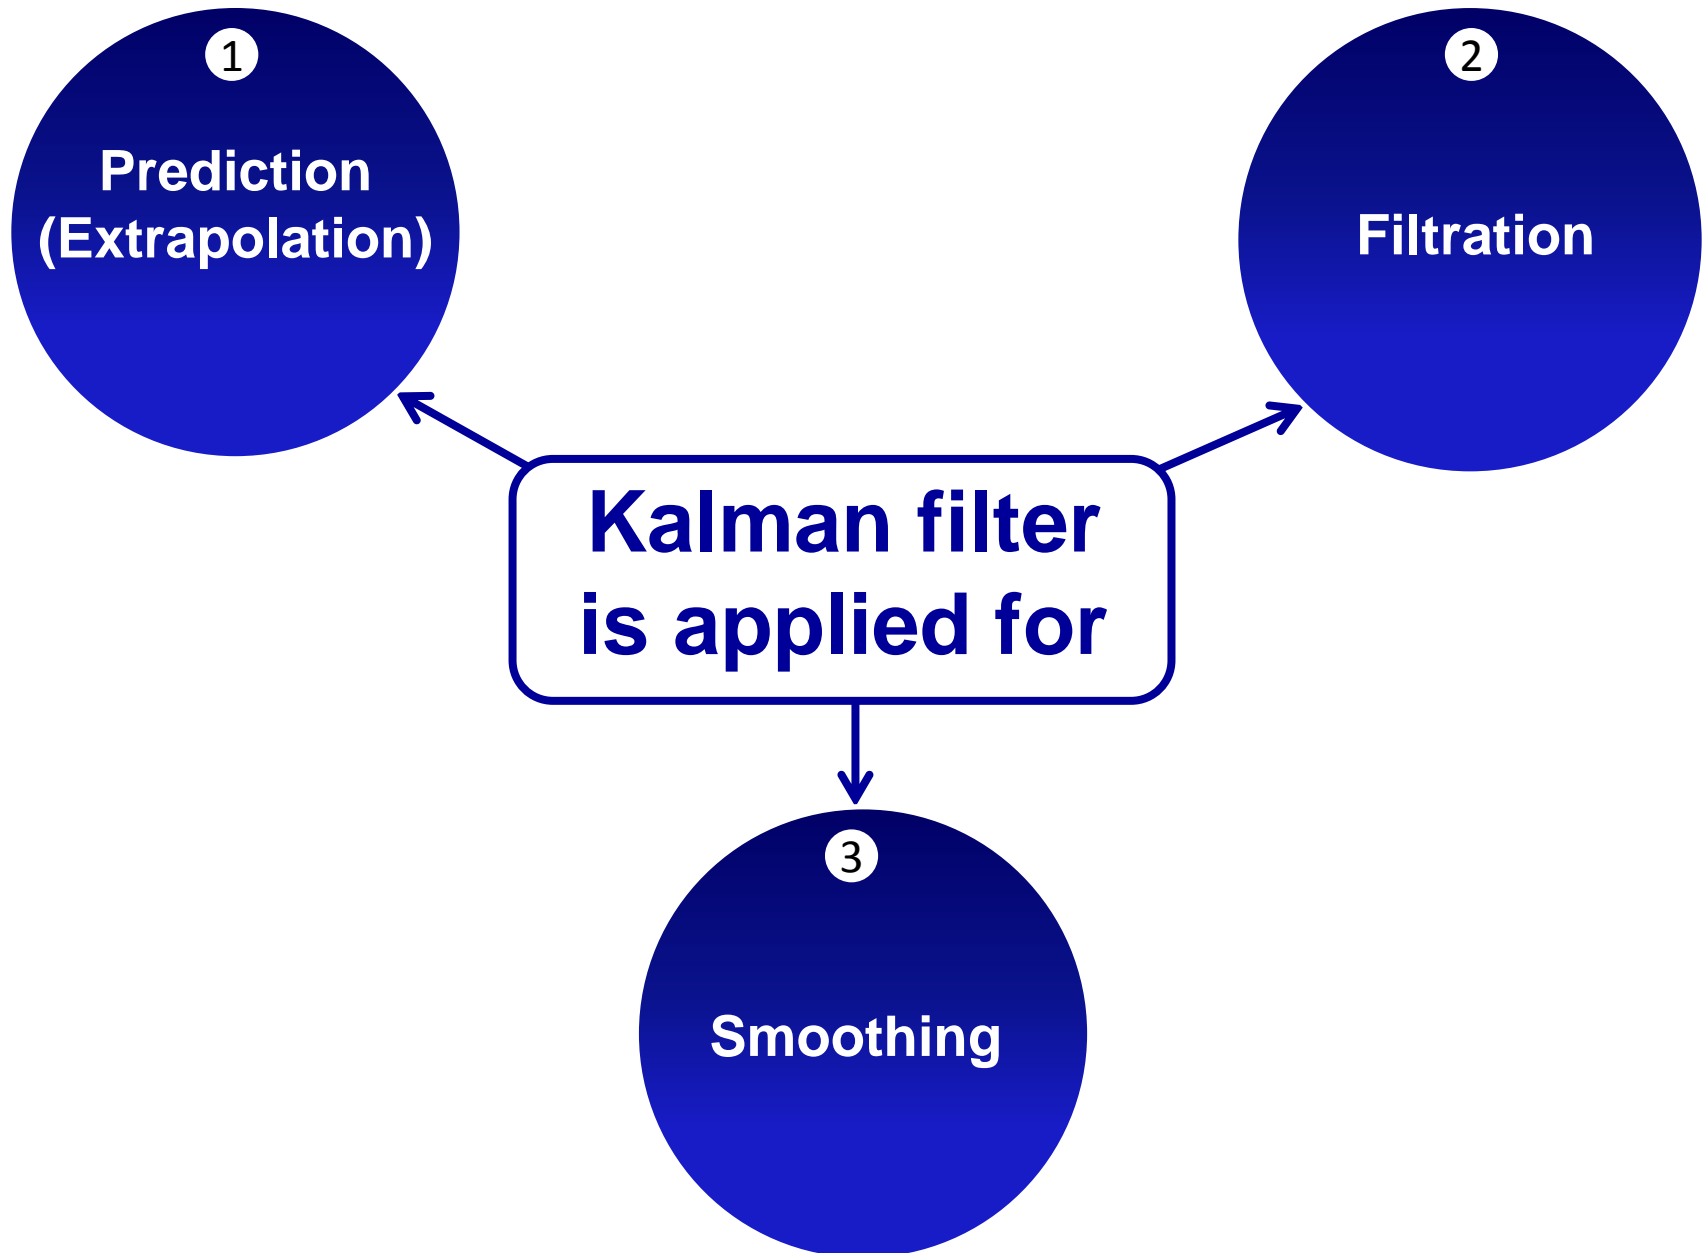 1
Prediction
(Extrapolation)
2
Filtration
Kalman filter
is applied for
3
Smoothing